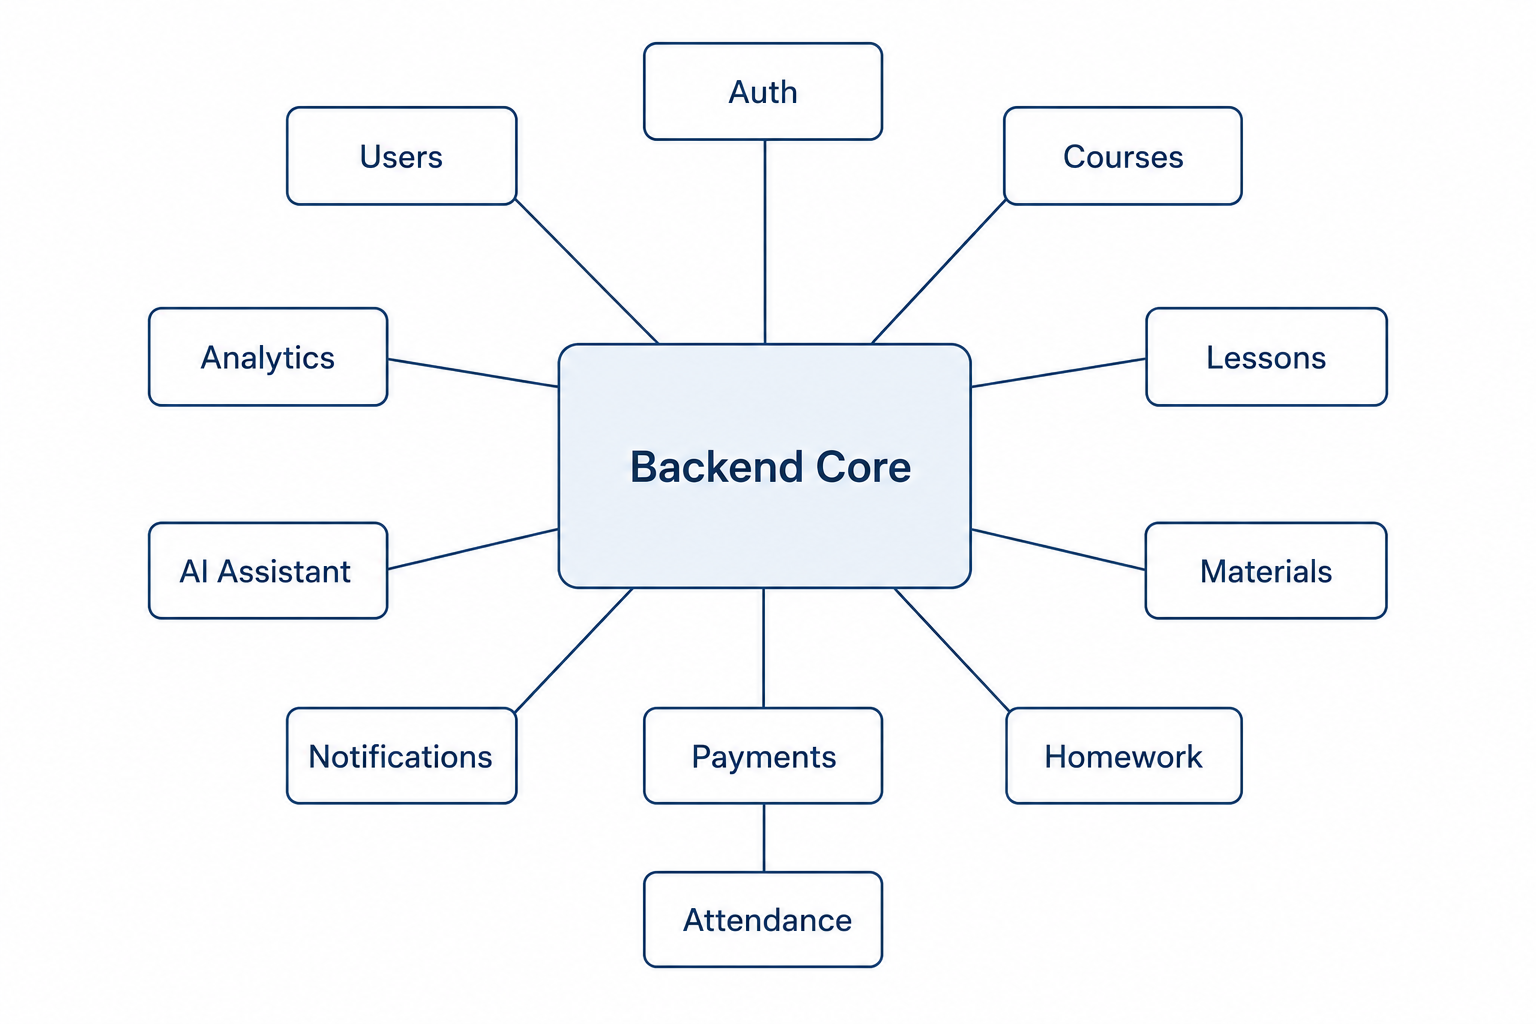 Auth
Users
Courses
Analytics
Lessons
Backend Core
AI Assistant
Materials
Notifications
Payments
Homework
Attendance